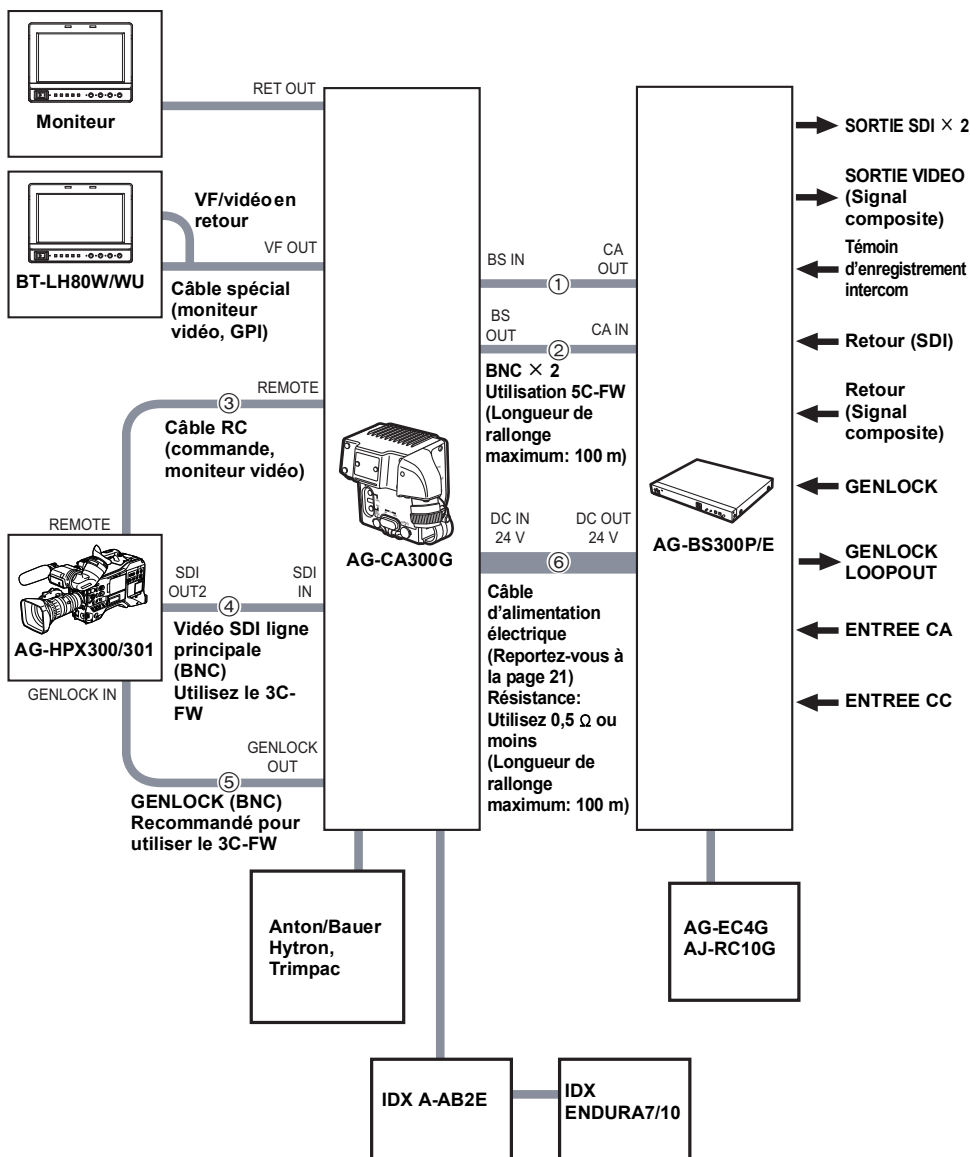 RET OUT
Moniteur
VF/vidéo en
retour
VF OUT
BT-LH80W/WU
Câble spécial
(moniteur
vidéo, GPI)
REMOTE
③
Câble RC
(commande,
moniteur vidéo)
REMOTE
SDI
OUT2
SDI
IN
④
AG-HPX300/301
Vidéo SDI ligne
principale
(BNC)
Utilisez le 3C-
FW
GENLOCK IN
GENLOCK
OUT
⑤
GENLOCK (BNC)
Recommandé pour
utiliser le 3C-FW
AG-CA300G
BS IN
CA
OUT
①
BS
OUT
CA IN
②
BNC × 2
Utilisation 5C-FW
(Longueur de
rallonge
maximum: 100 m)
DC IN
24 V
DC OUT
24 V
⑥
Câble
d'alimentation
électrique
(Reportez-vous à
la page 21)
Résistance:
Utilisez 0,5 Ω ou
moins
(Longueur de
rallonge
maximum: 100 m)
AG-BS300P/E
SORTIE SDI × 2
SORTIE VIDEO
(Signal
composite)
Témoin
d'enregistrement
intercom
Retour (SDI)
Retour
(Signal
composite)
GENLOCK
GENLOCK
LOOPOUT
ENTREE CA
ENTREE CC
Anton/Bauer
Hytron,
Trimpac
AG-EC4G
AJ-RC10G
IDX A-AB2E
IDX
ENDURA7/10